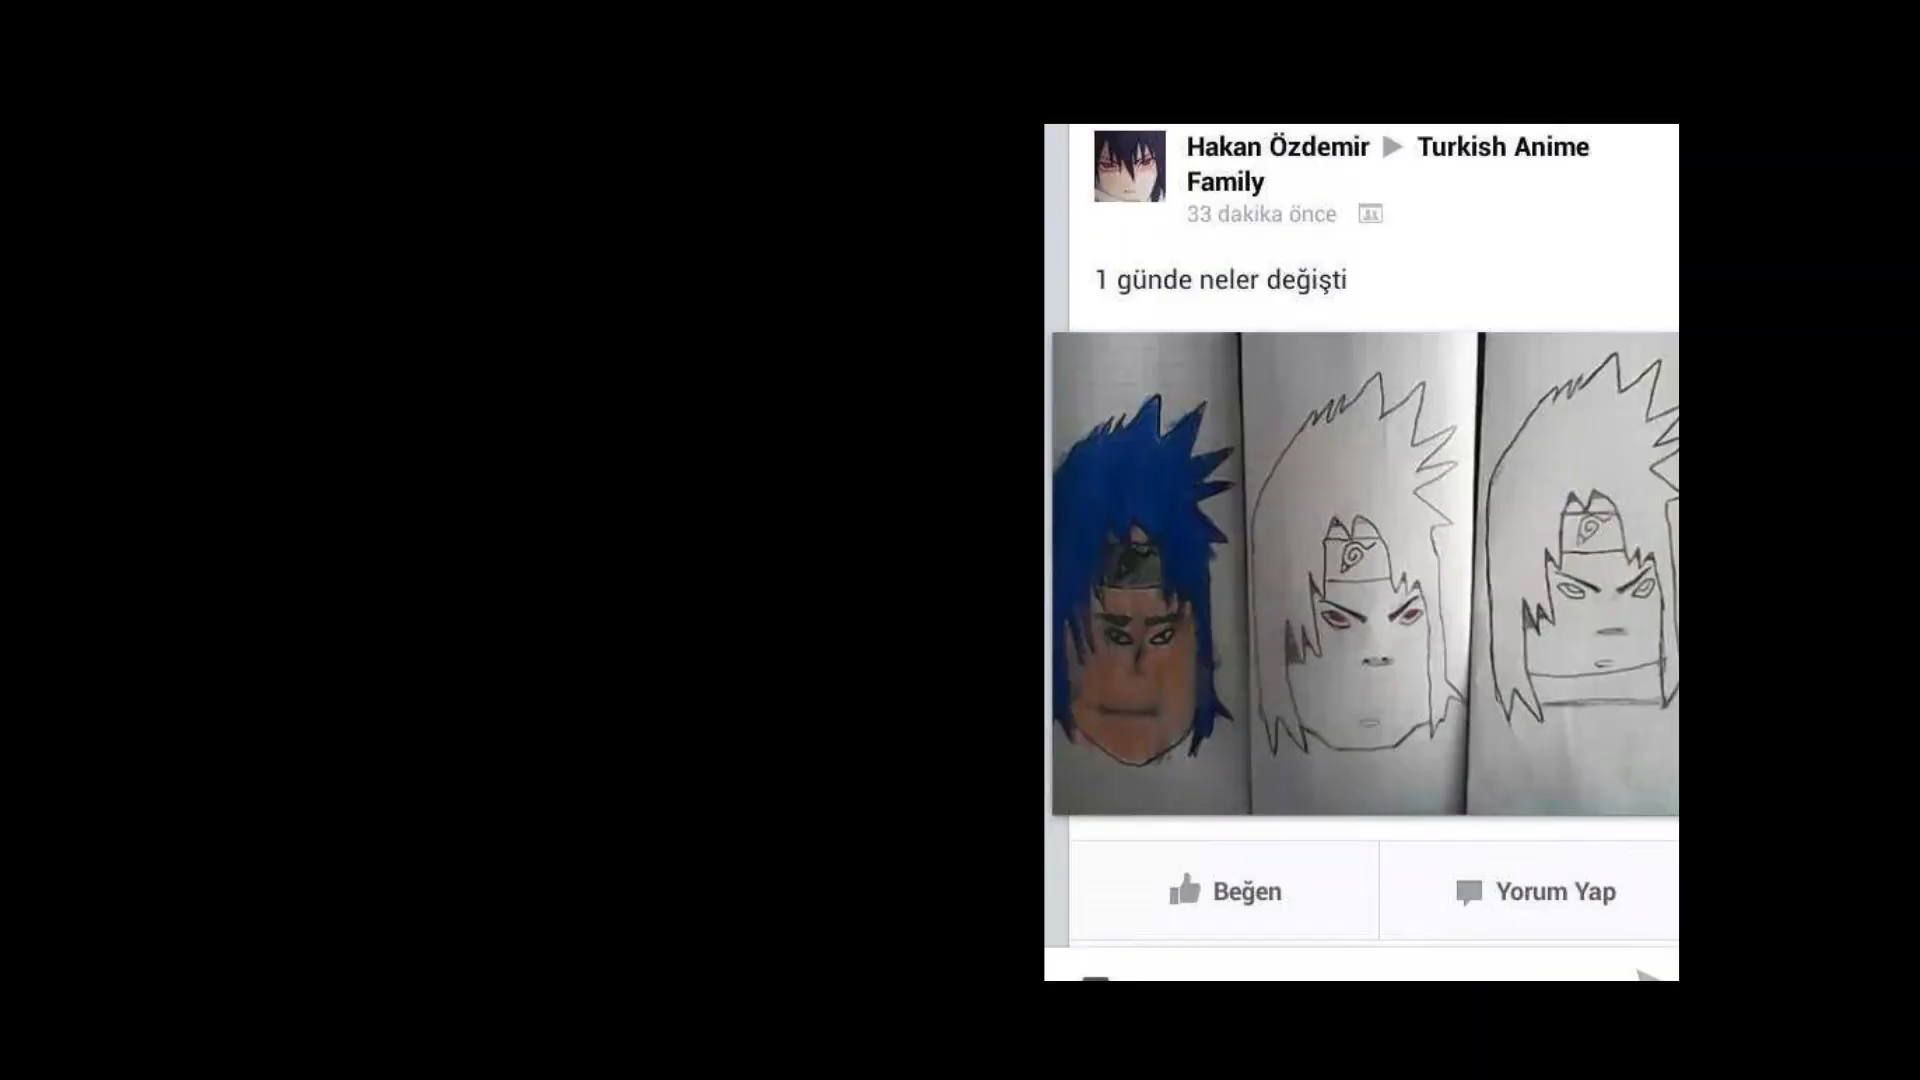 Hakan Özdemir ▶ Turkish Anime
Family
33 dakika önce
1 günde neler değişti
Beğen
Yorum Yap